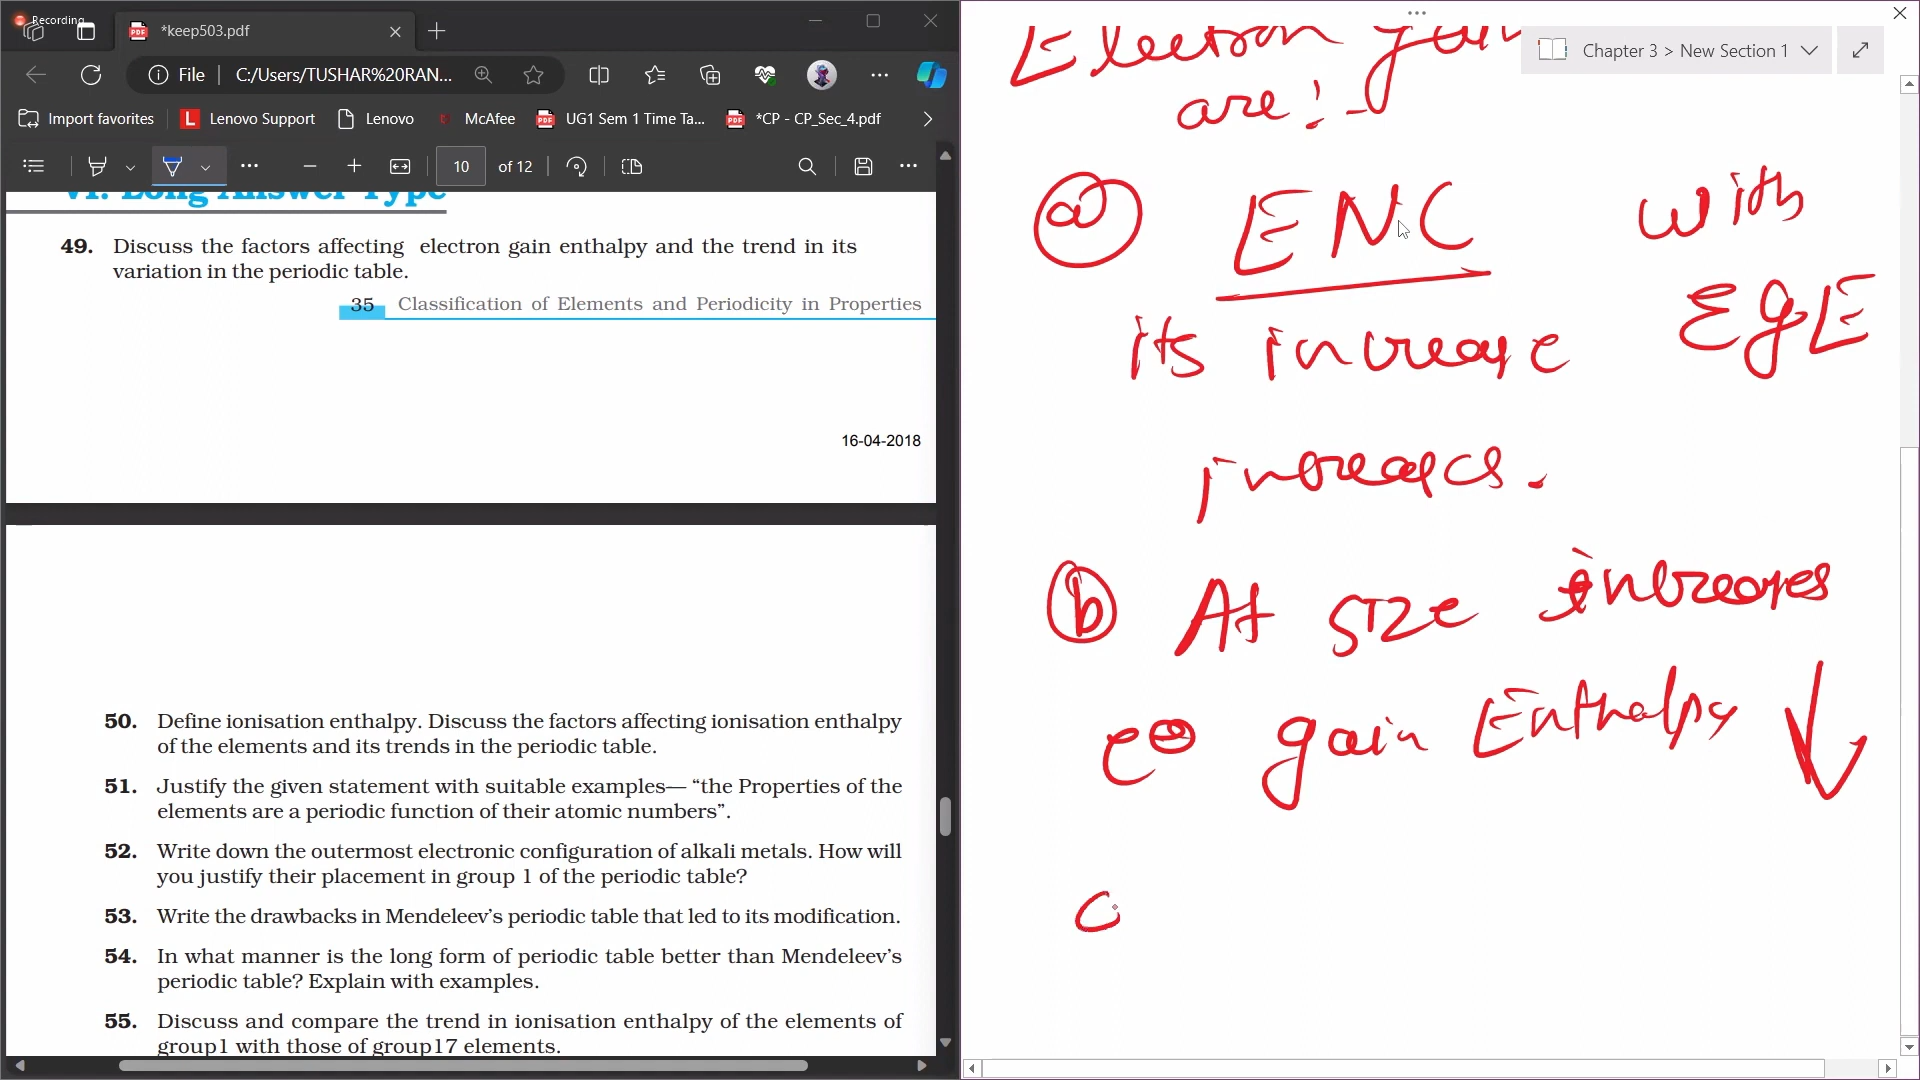 Recording
*keep503.pdf
File
C:/Users/TUSHAR%20RAN...
Import favorites
Lenovo Support
Lenovo
McAfee
UG1 Sem 1 Time Ta...
*CP - CP_Sec_4.pdf
10 of 12
VI. Long Answer Type
49. Discuss the factors affecting electron gain enthalpy and the trend in its
variation in the periodic table.
35 Classification of Elements and Periodicity in Properties
16-04-2018
50. Define ionisation enthalpy. Discuss the factors affecting ionisation enthalpy
of the elements and its trends in the periodic table.
51. Justify the given statement with suitable examples— “the Properties of the
elements are a periodic function of their atomic numbers”.
52. Write down the outermost electronic configuration of alkali metals. How will
you justify their placement in group 1 of the periodic table?
53. Write the drawbacks in Mendeleev’s periodic table that led to its modification.
54. In what manner is the long form of periodic table better than Mendeleev’s
periodic table? Explain with examples.
55. Discuss and compare the trend in ionisation enthalpy of the elements of
group1 with those of group17 elements.
Chapter 3 > New Section 1
Electron gain
are:-
a ENC with
EgE
its increase
increases.
b size increases
e⊖ gain Enthalpy ↓